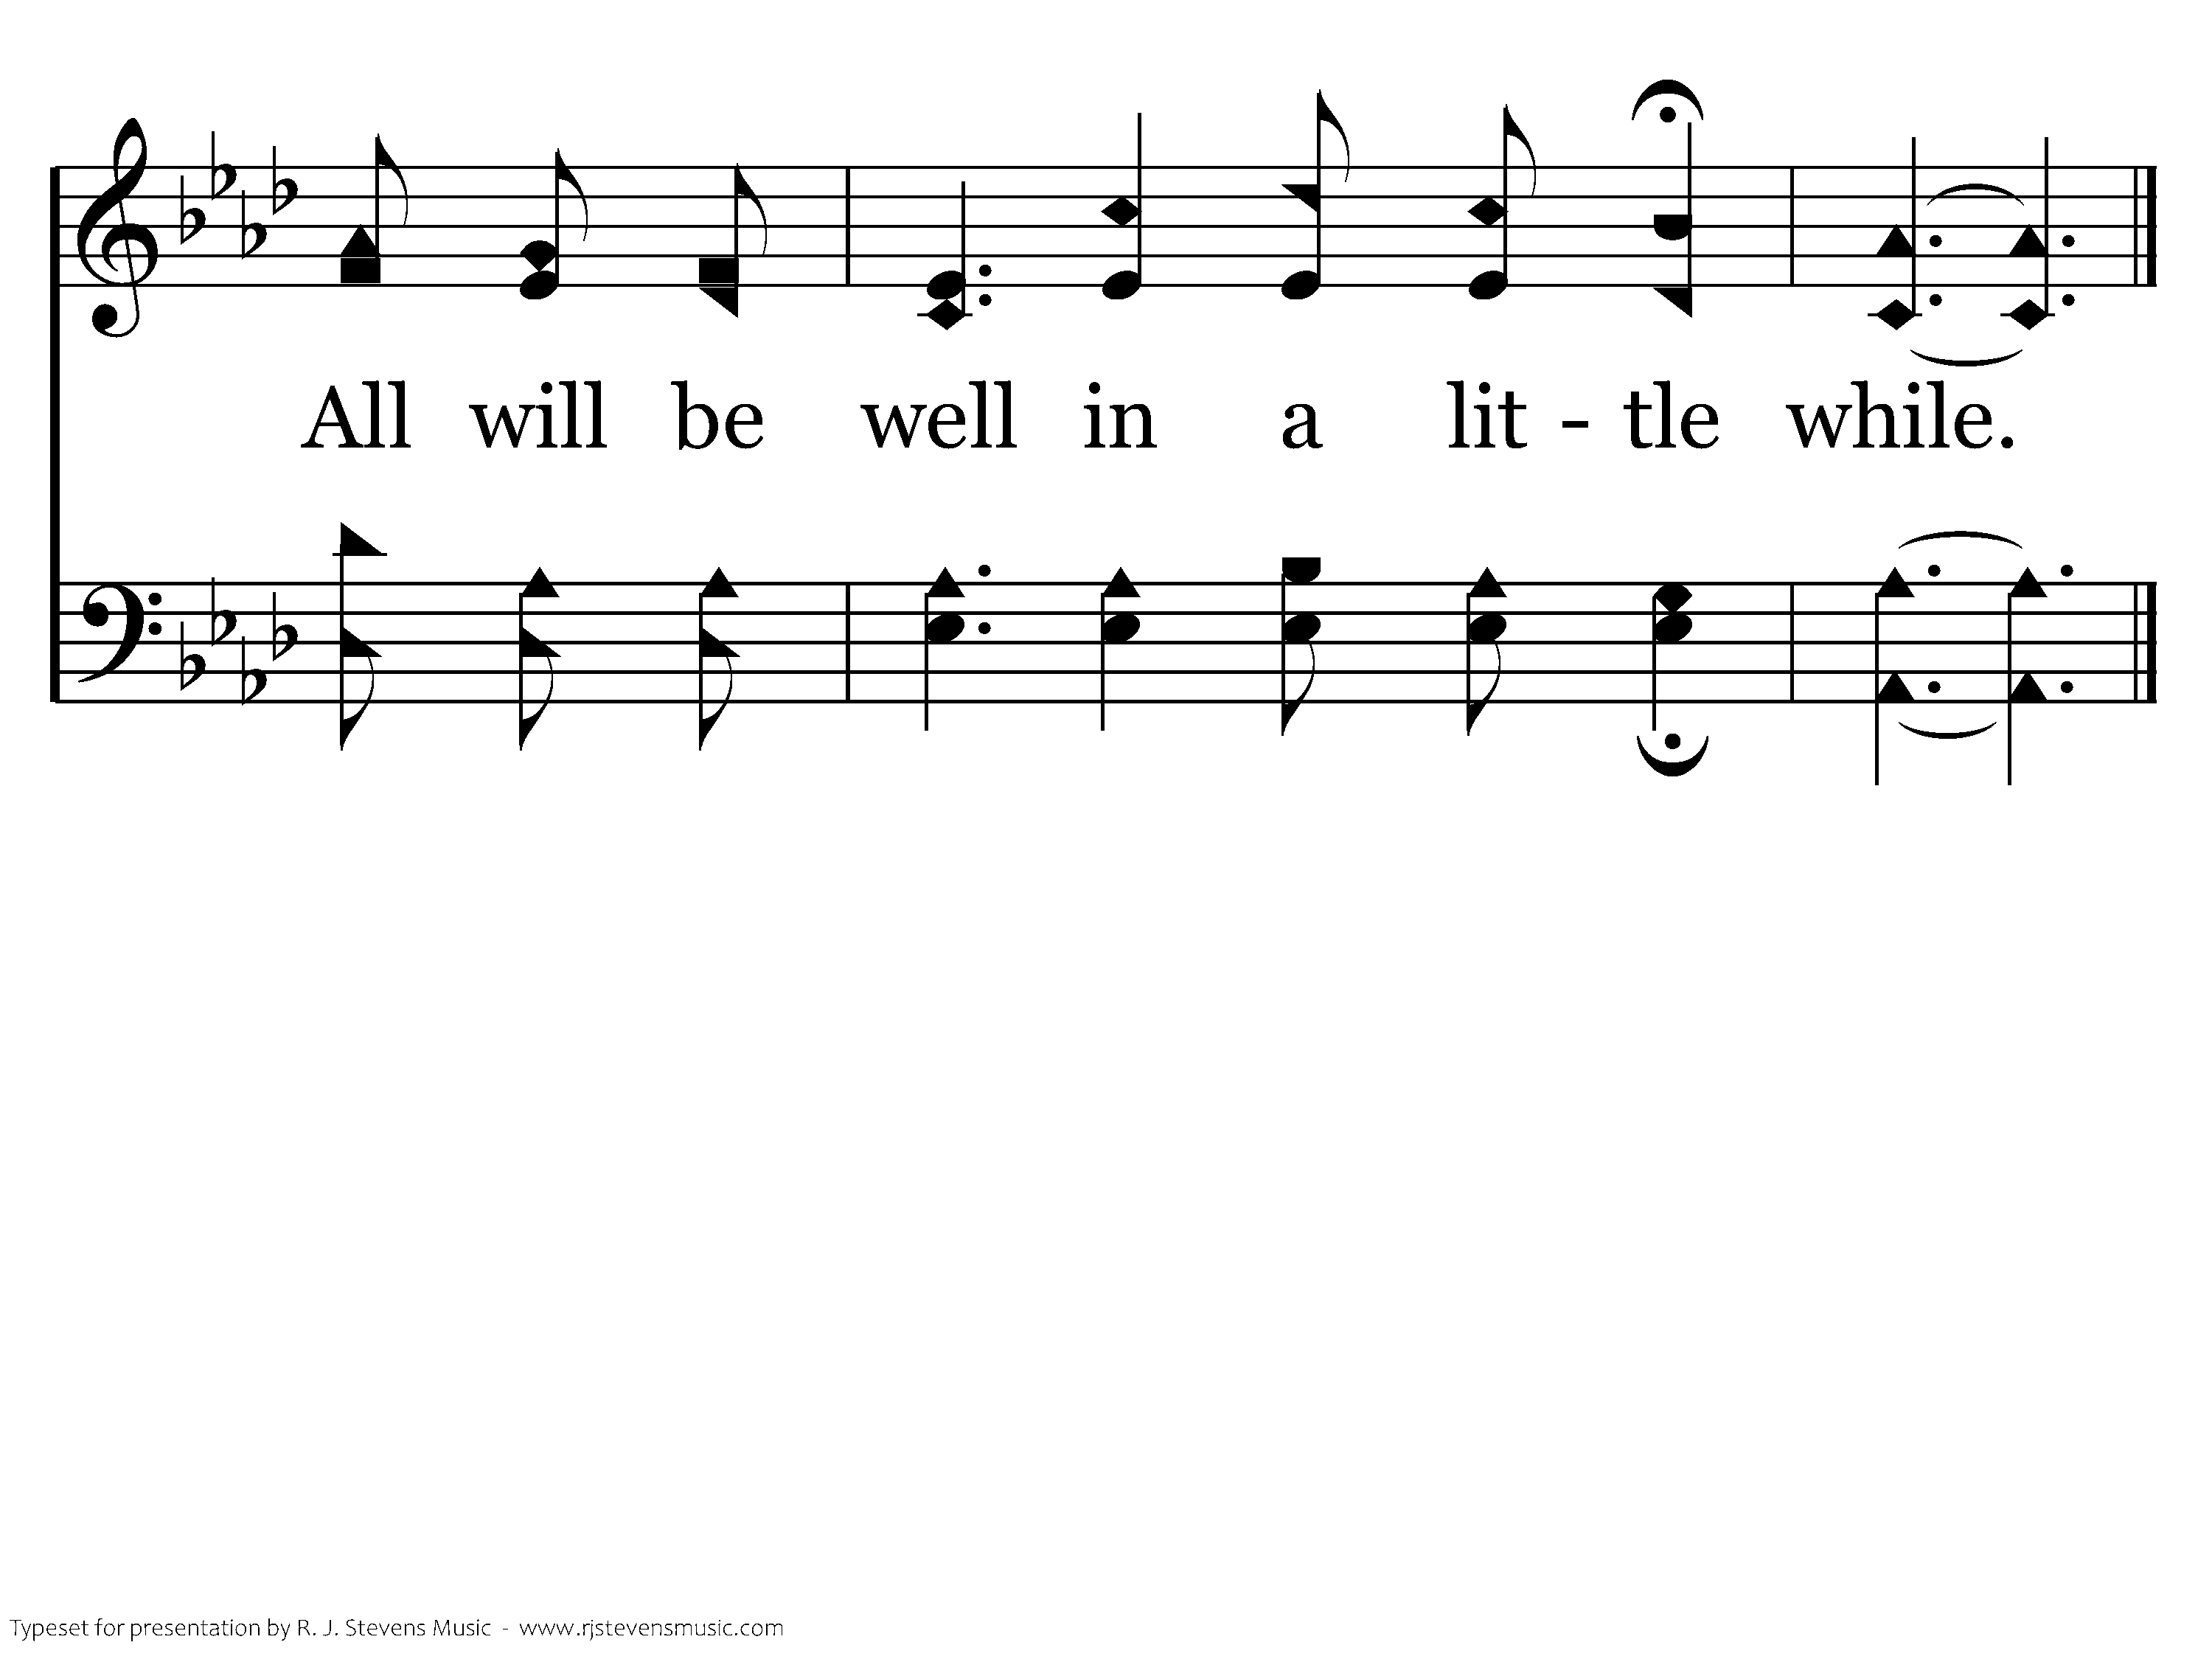 All will be well in a lit - tle while.
Typeset for presentation by R. J. Stevens Music - www.rjstevensmusic.com